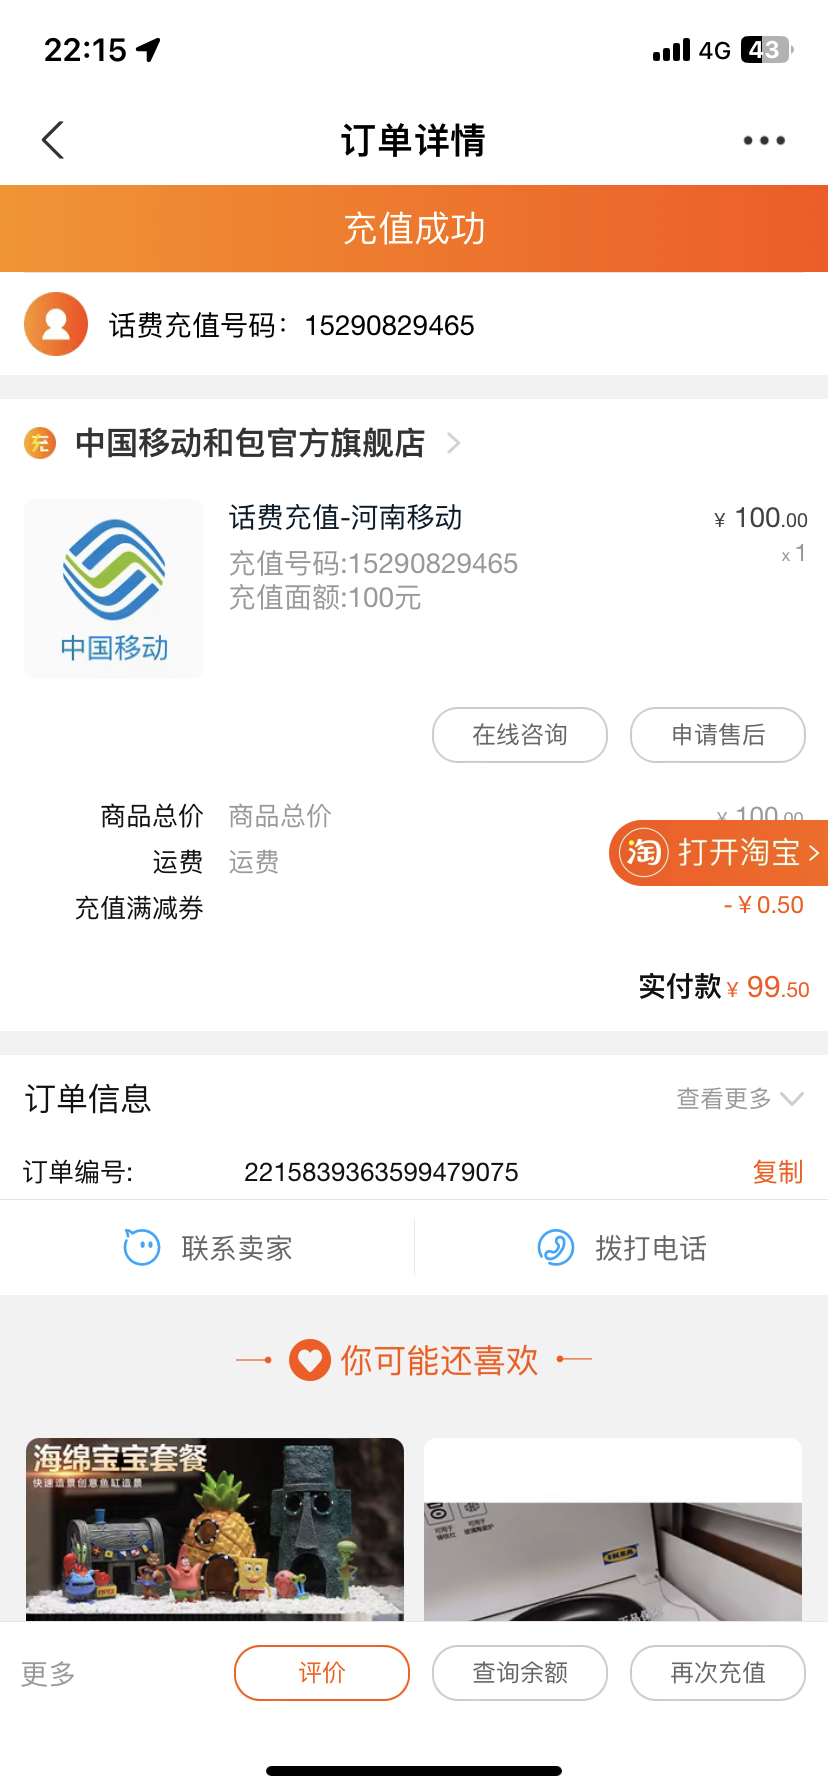 22:15
4G 43
订单详情
充值成功
话费充值号码：15290829465
充 中国移动和包官方旗舰店
话费充值-河南移动 ¥ 100.00
充值号码:15290829465 x1
充值面额:100元
中国移动
在线咨询 申请售后
商品总价 商品总价 ¥ 100.00
运费 运费
淘 打开淘宝
充值满减券 - ¥ 0.50
实付款 ¥ 99.50
订单信息 查看更多
订单编号: 2215839363599479075 复制
联系卖家 拨打电话
你可能还喜欢
海绵宝宝套餐
快速造景创意鱼缸造景
IKEA
更多 评价 查询余额 再次充值